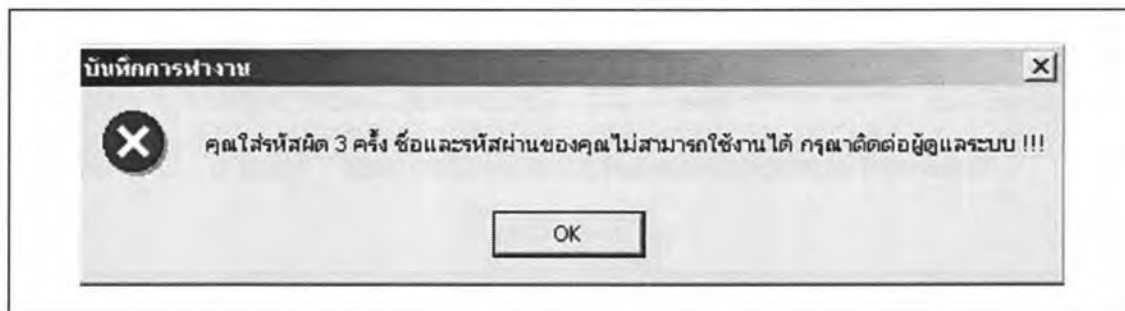 บันทึกการทำงาน
คุณใส่รหัสผิด 3 ครั้ง ชื่อและรหัสผ่านของคุณไม่สามารถใช้งานได้ กรุณาติดต่อผู้ดูแลระบบ !!!
OK